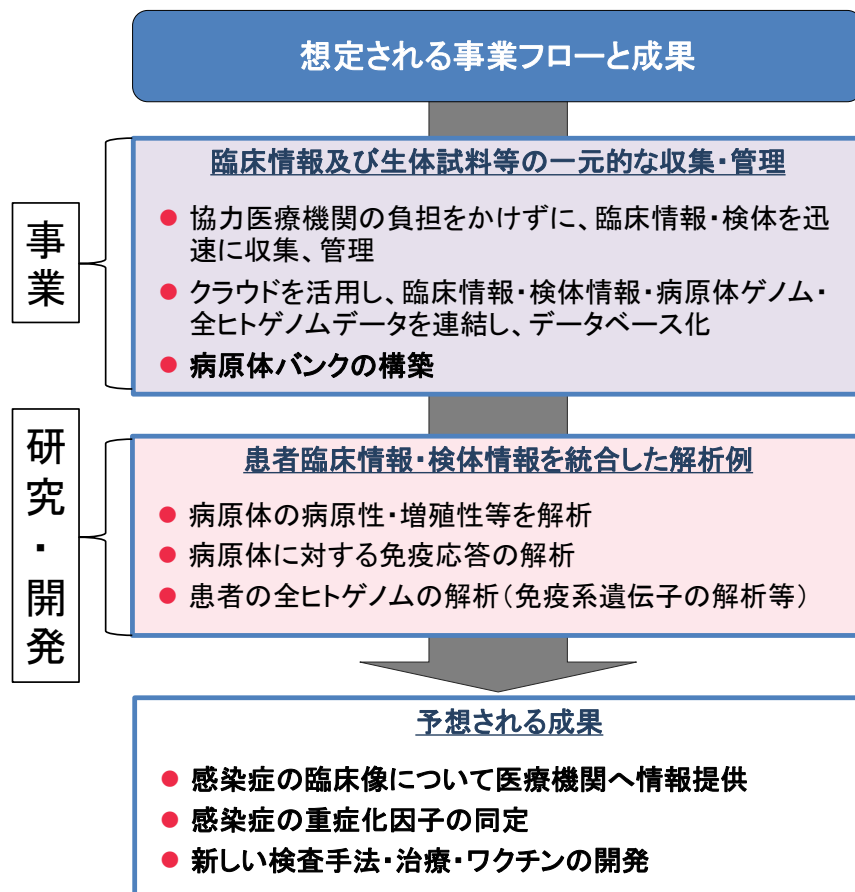 想定される事業フローと成果
事業
臨床情報及び生体試料等の一元的な収集・管理
● 協力医療機関の負担をかけずに、臨床情報・検体を迅
速に収集、管理
● クラウドを活用し、臨床情報・検体情報・病原体ゲノム・
全ヒトゲノムデータを連結し、データベース化
● 病原体バンクの構築
研究・開発
患者臨床情報・検体情報を統合した解析例
● 病原体の病原性・増殖性等を解析
● 病原体に対する免疫応答の解析
● 患者の全ヒトゲノムの解析（免疫系遺伝子の解析等）
予想される成果
● 感染症の臨床像について医療機関へ情報提供
● 感染症の重症化因子の同定
● 新しい検査手法・治療・ワクチンの開発